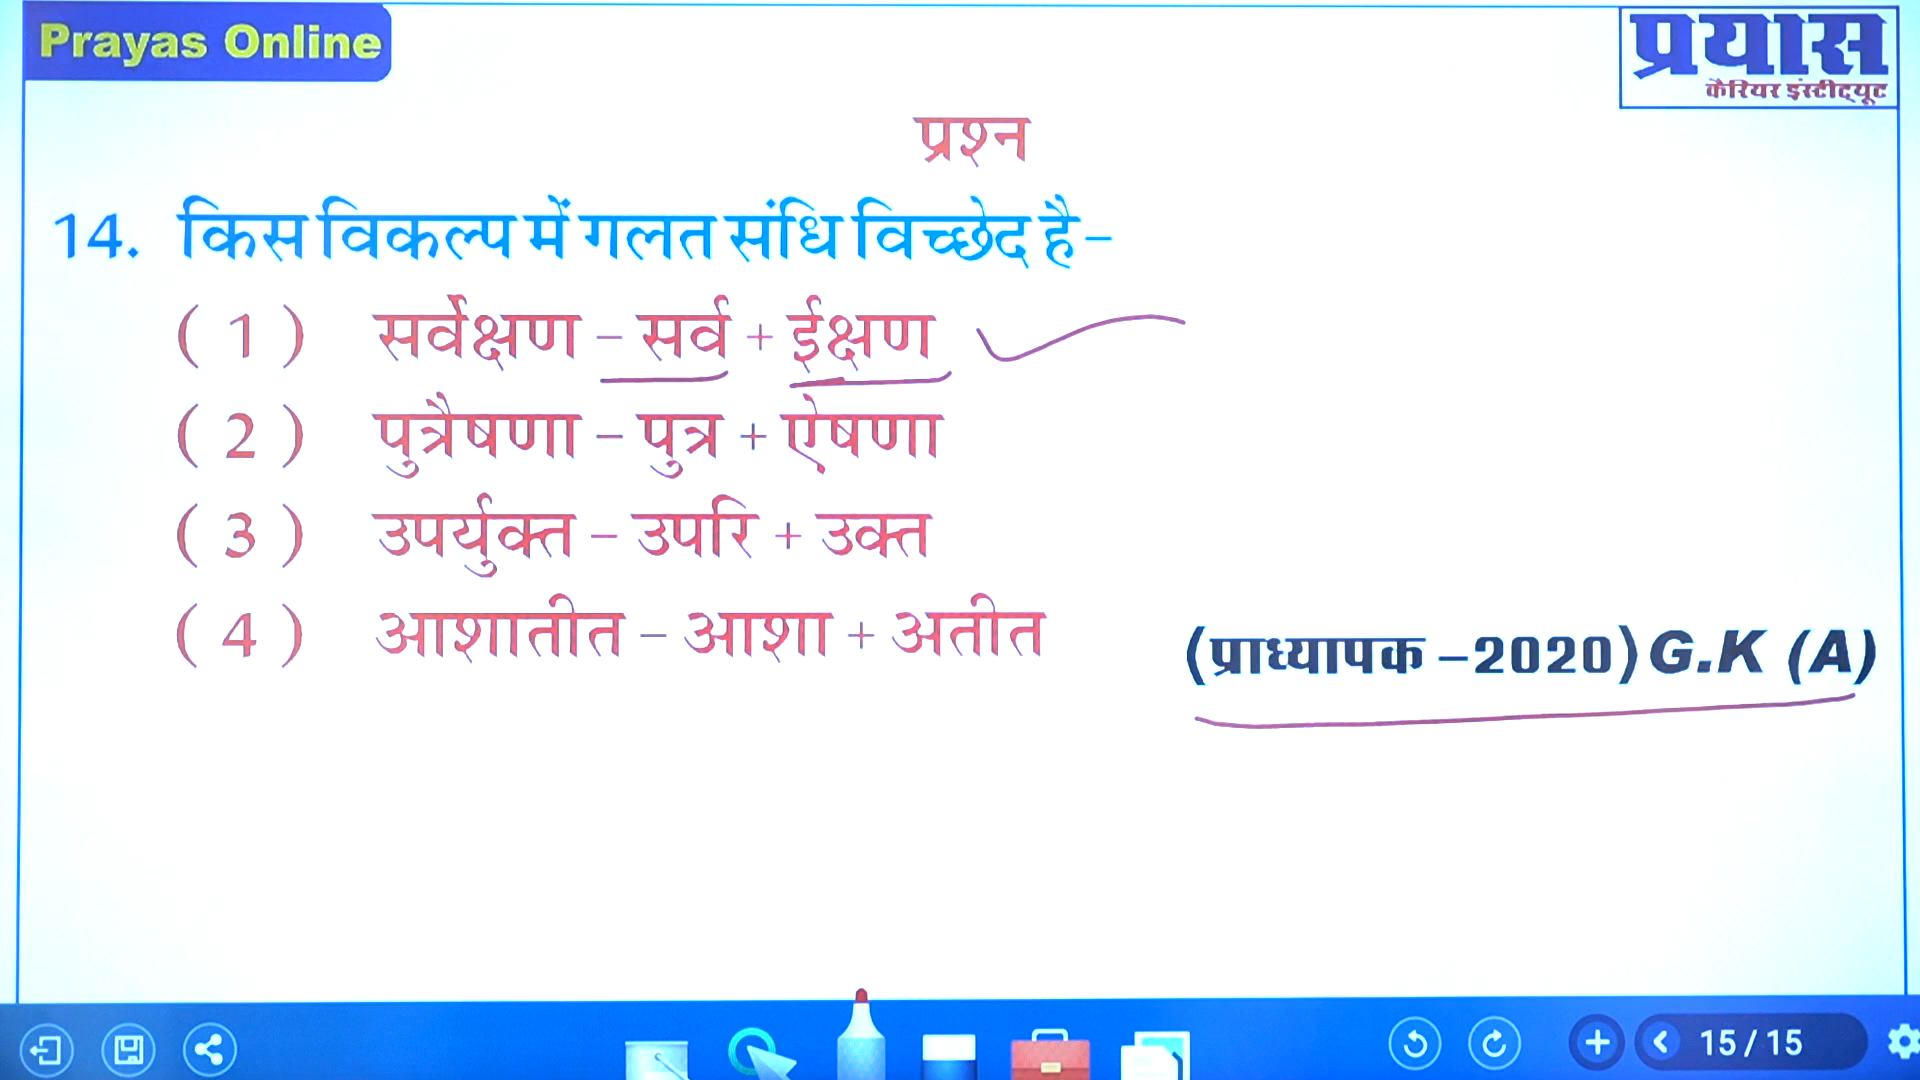 Prayas Online
प्रयास
कैरियर इंस्टीट्यूट
प्रश्न
14. किस विकल्प में गलत संधि विच्छेद है–
( 1 ) सर्वेक्षण – सर्व + ईक्षण
( 2 ) पुत्रैषणा – पुत्र + ऐषणा
( 3 ) उपर्युक्त – उपरि + उक्त
( 4 ) आशातीत – आशा + अतीत
(प्राध्यापक –2020) G.K (A)
15 / 15